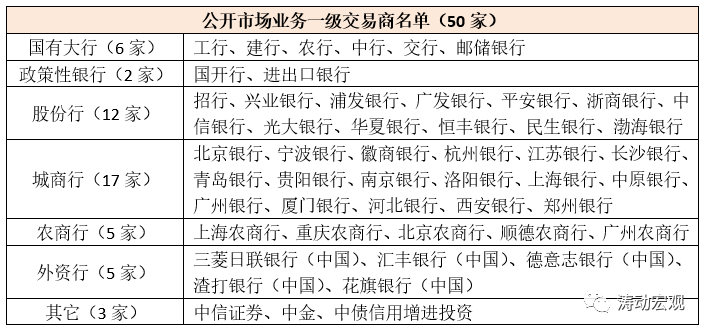 公开市场业务一级交易商名单（50 家）
国有大行（6 家）
工行、建行、农行、中行、交行、邮储银行
政策性银行（2 家）
国开行、进出口银行
股份行（12 家）
招行、兴业银行、浦发银行、广发银行、平安银行、浙商银行、中
信银行、光大银行、华夏银行、恒丰银行、民生银行、渤海银行
城商行（17 家）
北京银行、宁波银行、徽商银行、杭州银行、江苏银行、长沙银行、
青岛银行、贵阳银行、南京银行、洛阳银行、上海银行、中原银行、
广州银行、厦门银行、河北银行、西安银行、郑州银行
农商行（5 家）
上海农商行、重庆农商行、北京农商行、顺德农商行、广州农商行
外资行（5 家）
三菱日联银行（中国）、汇丰银行（中国）、德意志银行（中国）、
渣打银行（中国）、花旗银行（中国）
其它（3 家）
中信证券、中金、中债信用增进投资
涛动宏观